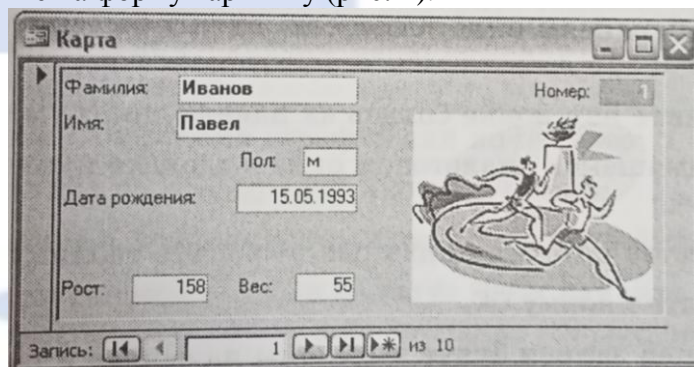 Карта
Фамилия: Иванов
Номер: 1
Имя: Павел
Пол: м
Дата рождения: 15.05.1993
Рост: 158 Вес: 55
Запись: 1 из 10